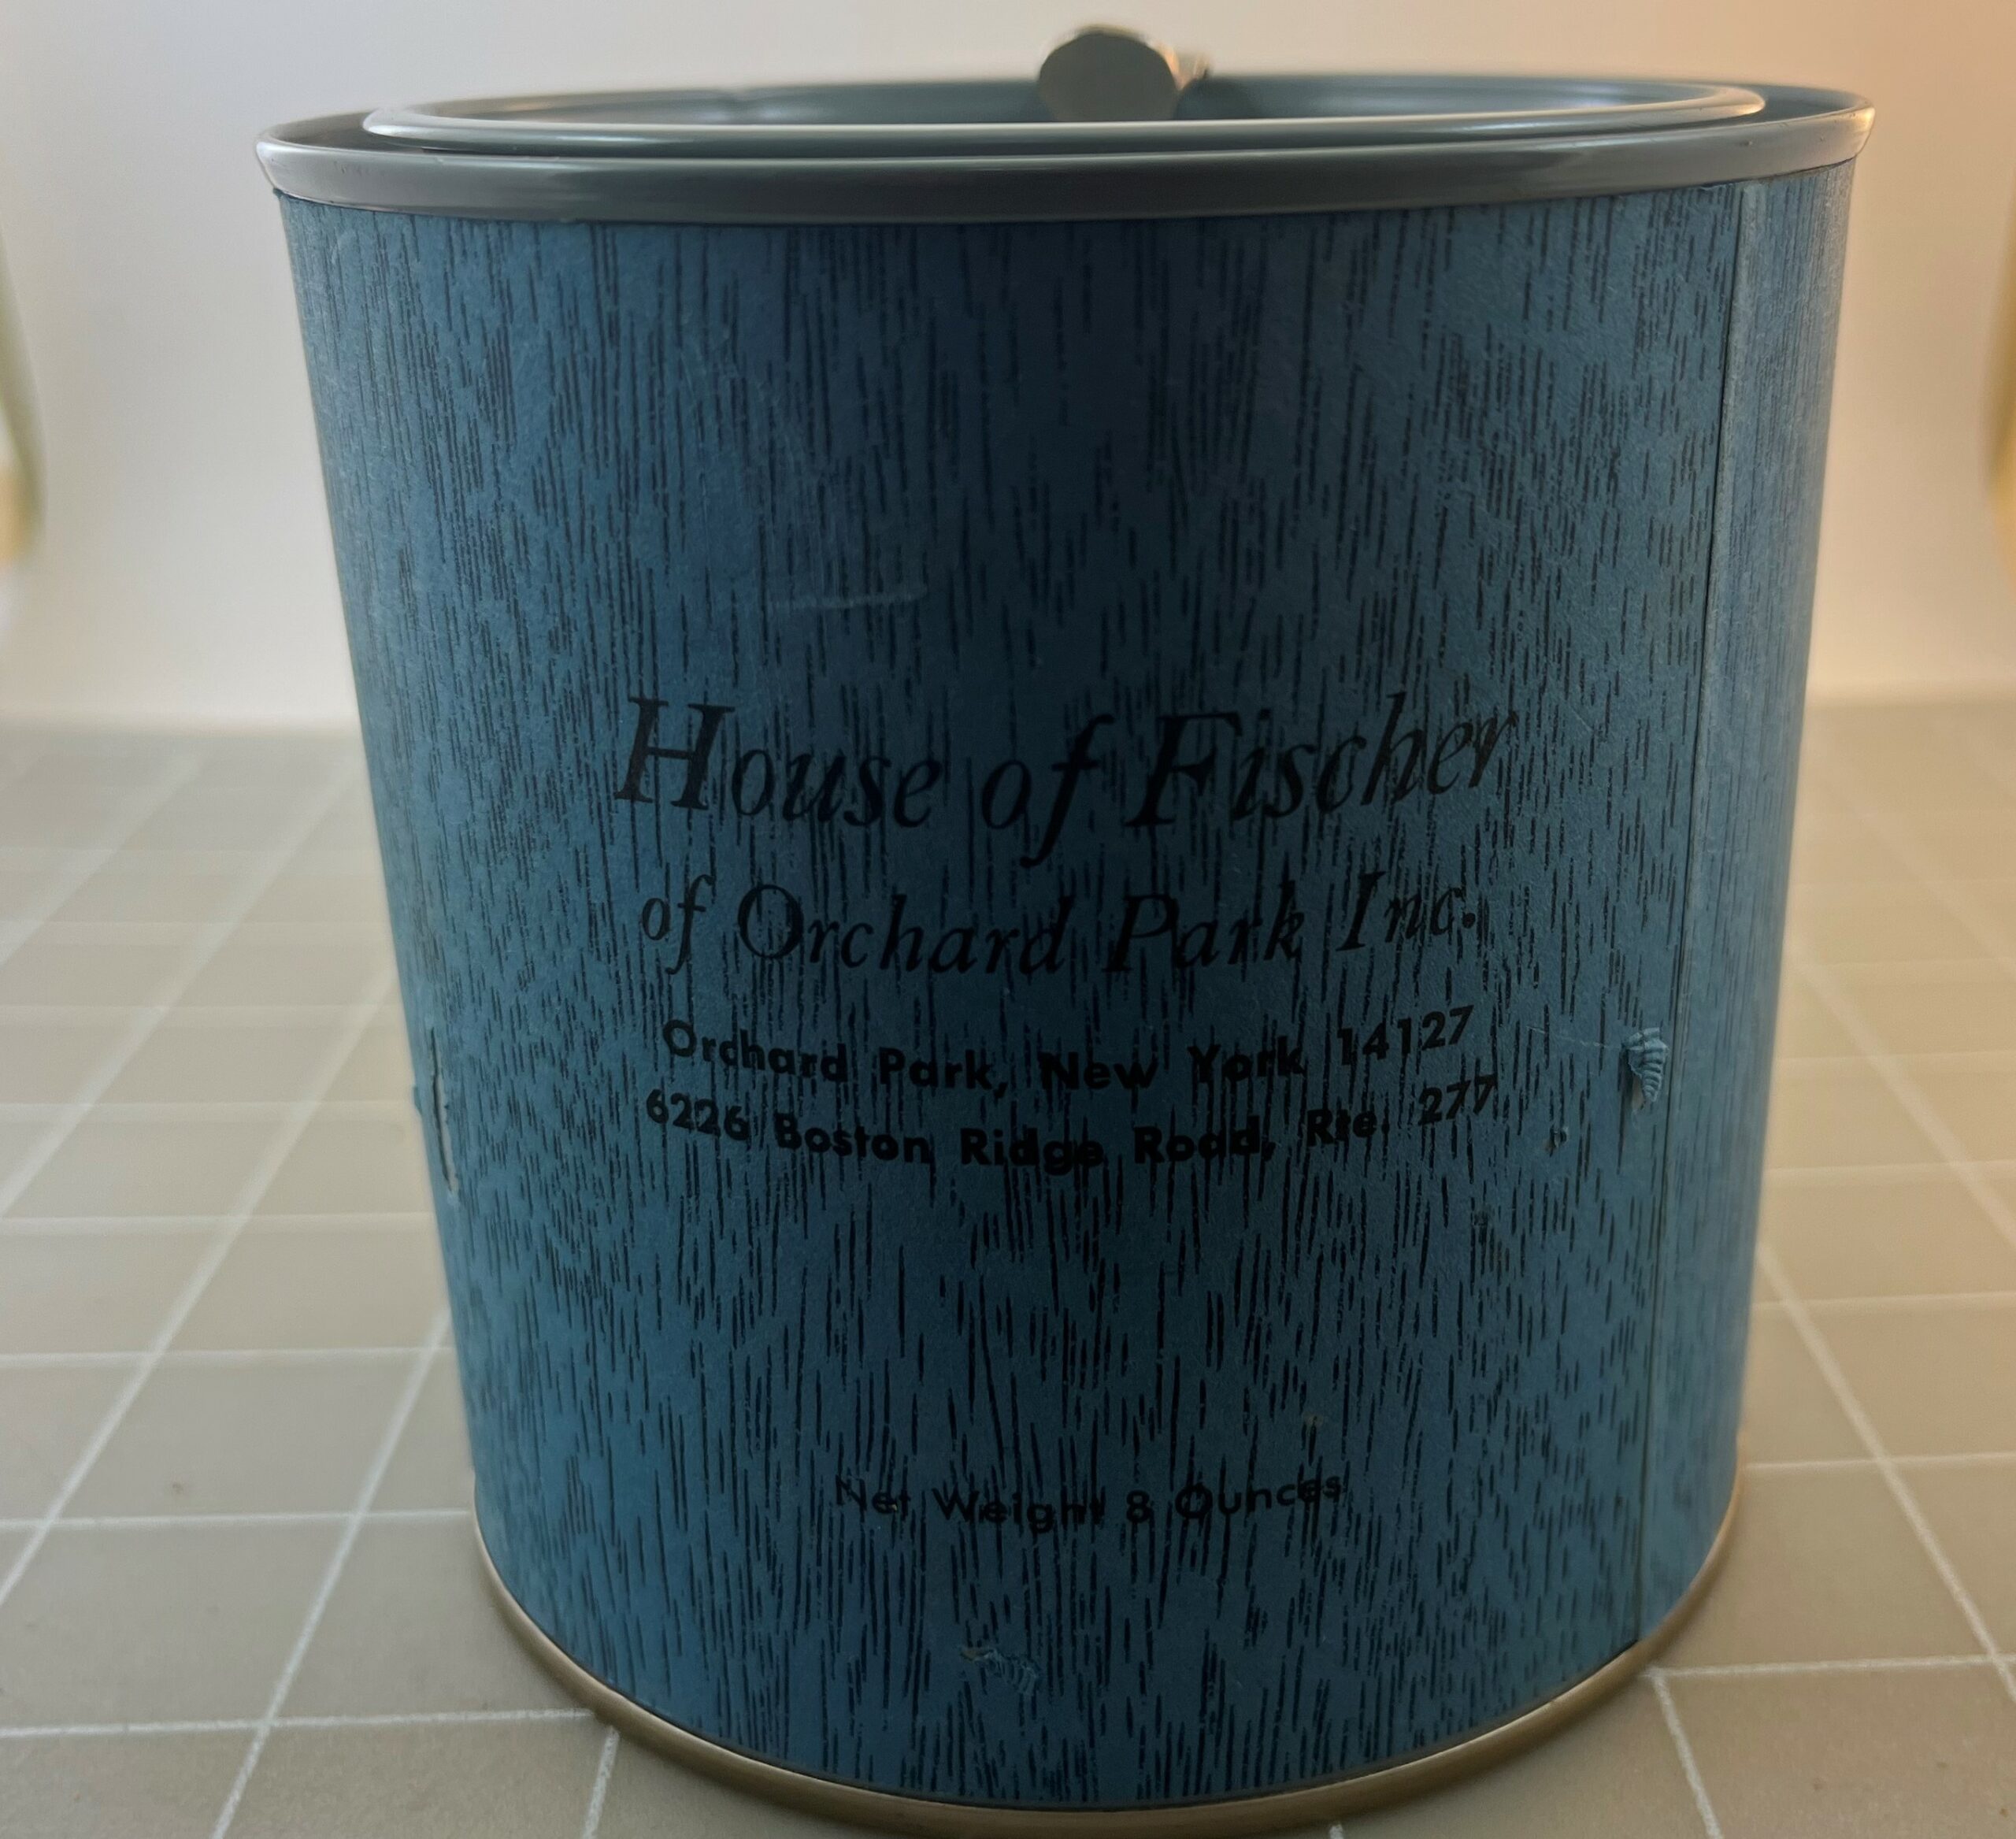 House of Fischer
of Orchard Park Inc.
Orchard Park, New York 14127
6226 Boston Ridge Road, Rte. 277
Net Weight 8 Ounces